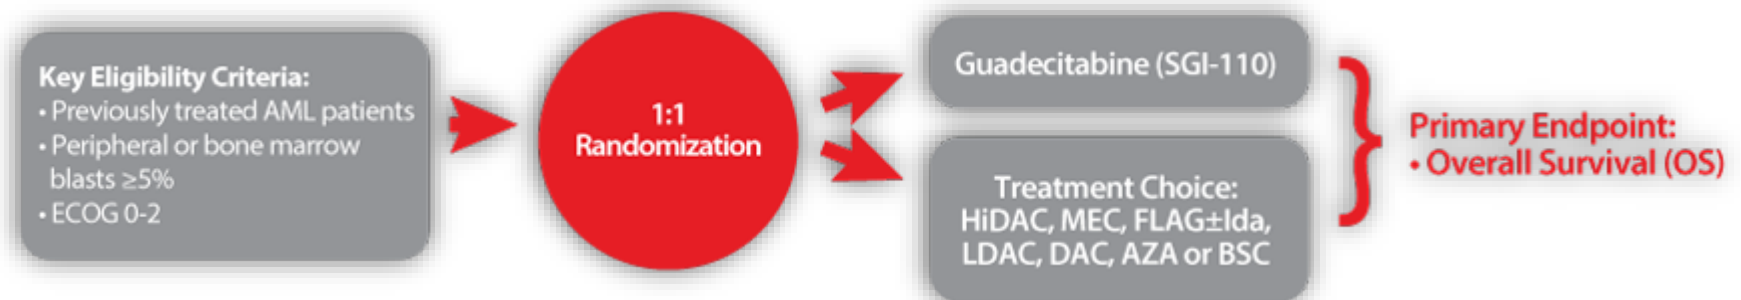 Key Eligibility Criteria:
• Previously treated AML patients
• Peripheral or bone marrow
blasts ≥5%
• ECOG 0-2
1:1
Randomization
Guadecitabine (SGI-110)
Treatment Choice:
HiDAC, MEC, FLAG±Ida,
LDAC, DAC, AZA or BSC
Primary Endpoint:
• Overall Survival (OS)